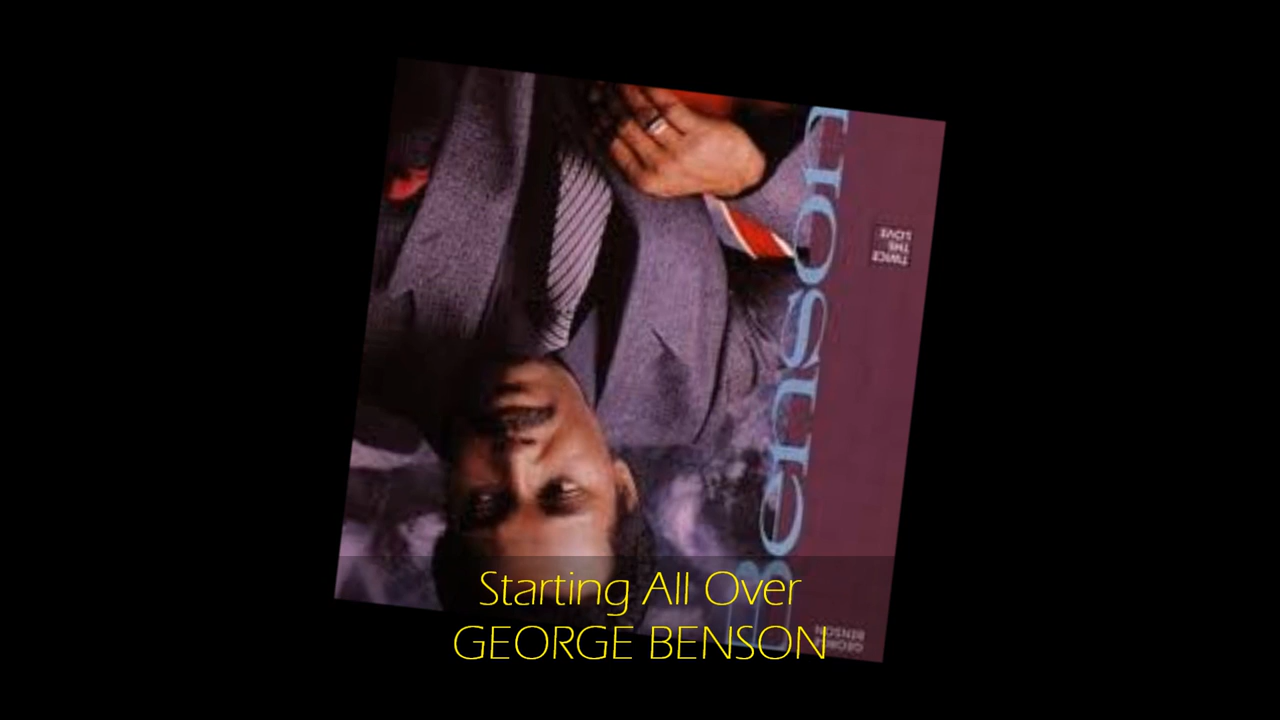 Benson
TWICE
THE
LOVE
GEORGE
BENSON
Starting All Over
GEORGE BENSON